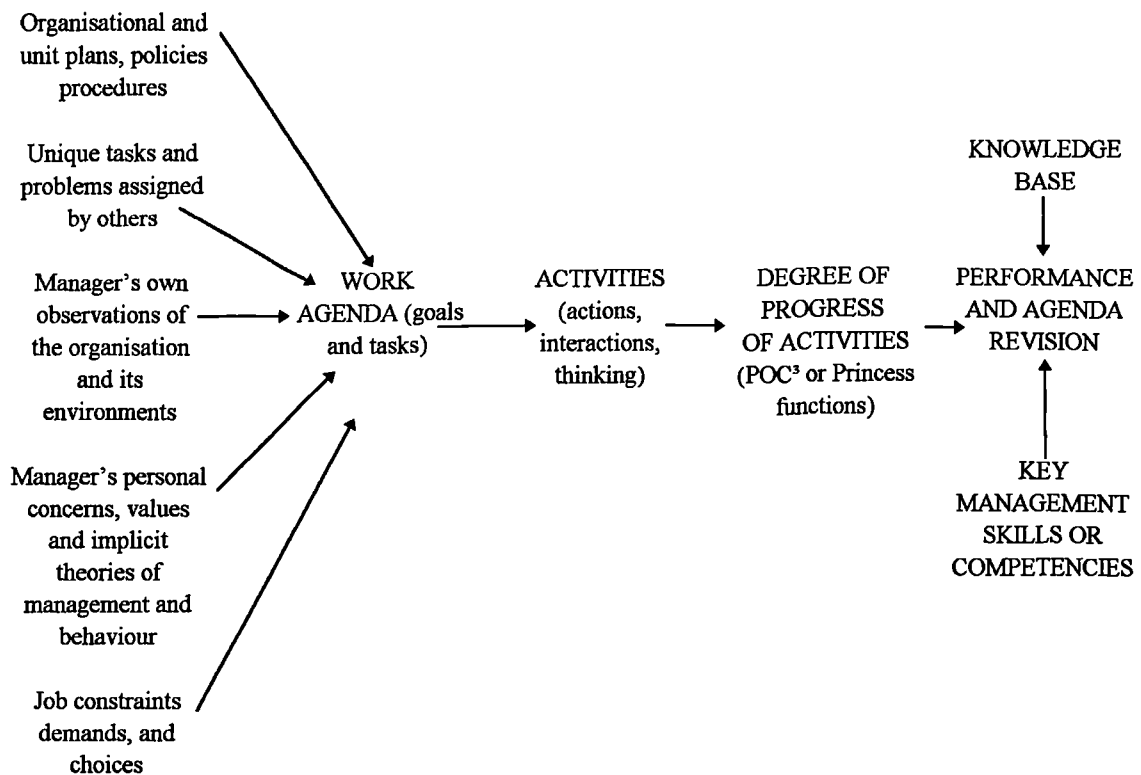 Organisational and
unit plans, policies
procedures
Unique tasks and
problems assigned
by others
Manager's own
observations of
the organisation
and its
environments
Manager's personal
concerns, values
and implicit
theories of
management and
behaviour
Job constraints
demands, and
choices
WORK
AGENDA (goals
and tasks)
ACTIVITIES
(actions,
interactions,
thinking)
DEGREE OF
PROGRESS
OF ACTIVITIES
(POC³ or Princess
functions)
KNOWLEDGE
BASE
PERFORMANCE
AND AGENDA
REVISION
KEY
MANAGEMENT
SKILLS OR
COMPETENCIES